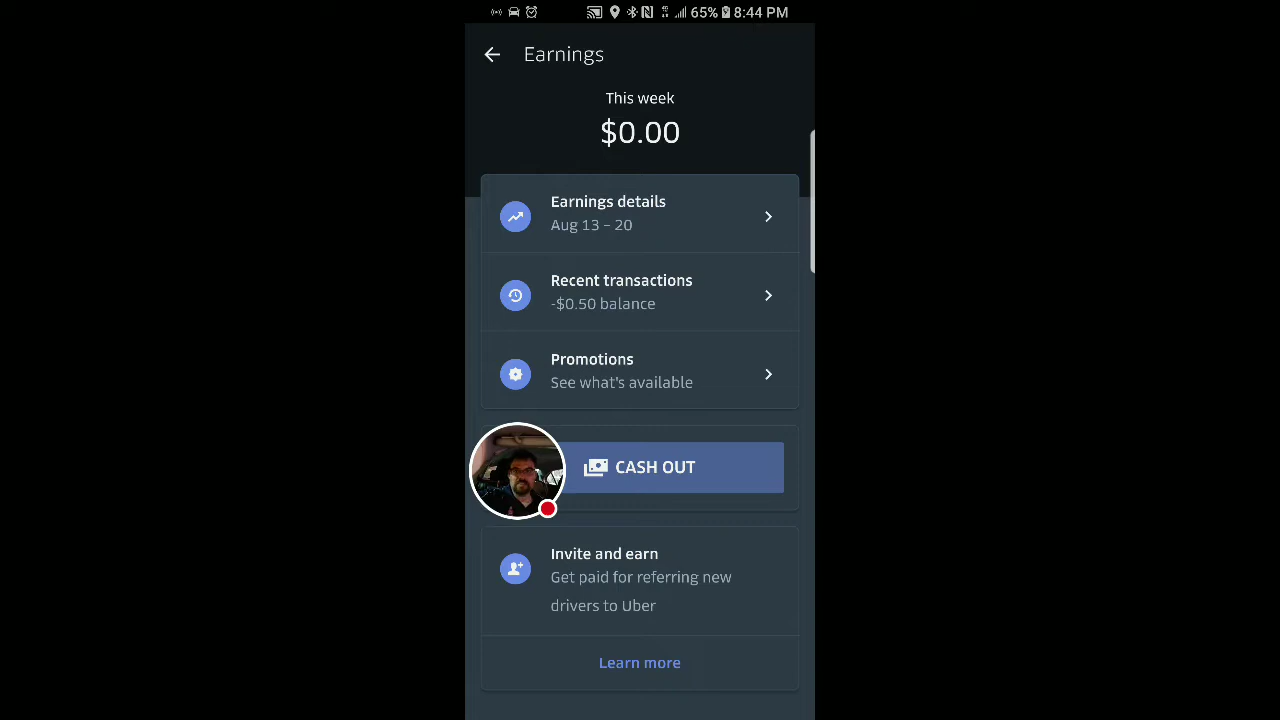 65% 8:44 PM
Earnings
This week
$0.00
Earnings details
Aug 13 – 20
Recent transactions
-$0.50 balance
Promotions
See what's available
CASH OUT
Invite and earn
Get paid for referring new
drivers to Uber
Learn more